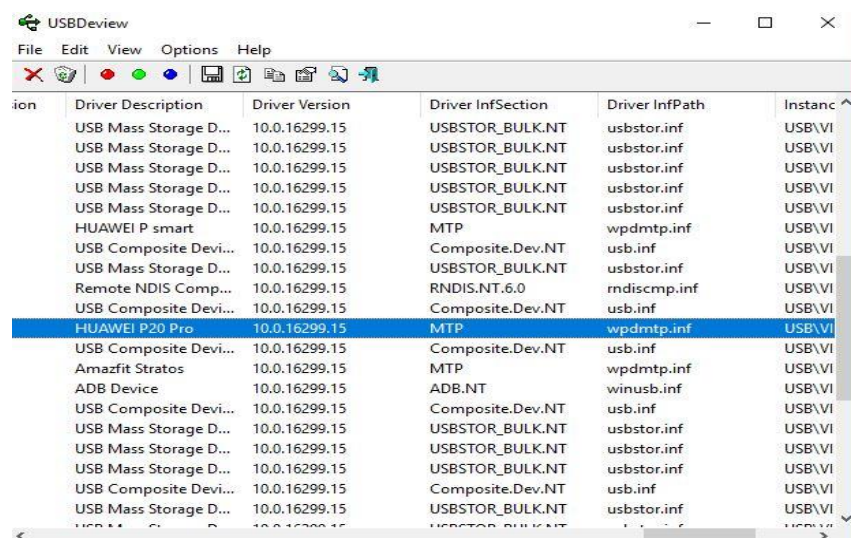 USBDeview
File Edit View Options Help
ion Driver Description Driver Version Driver InfSection Driver InfPath Instanc
USB Mass Storage D... 10.0.16299.15 USBSTOR_BULK.NT usbstor.inf USB\VI
USB Mass Storage D... 10.0.16299.15 USBSTOR_BULK.NT usbstor.inf USB\VI
USB Mass Storage D... 10.0.16299.15 USBSTOR_BULK.NT usbstor.inf USB\VI
USB Mass Storage D... 10.0.16299.15 USBSTOR_BULK.NT usbstor.inf USB\VI
USB Mass Storage D... 10.0.16299.15 USBSTOR_BULK.NT usbstor.inf USB\VI
HUAWEI P smart 10.0.16299.15 MTP wpdmtp.inf USB\VI
USB Composite Devi... 10.0.16299.15 Composite.Dev.NT usb.inf USB\VI
USB Mass Storage D... 10.0.16299.15 USBSTOR_BULK.NT usbstor.inf USB\VI
Remote NDIS Comp... 10.0.16299.15 RNDIS.NT.6.0 rndiscmp.inf USB\VI
USB Composite Devi... 10.0.16299.15 Composite.Dev.NT usb.inf USB\VI
HUAWEI P20 Pro 10.0.16299.15 MTP wpdmtp.inf USB\VI
USB Composite Devi... 10.0.16299.15 Composite.Dev.NT usb.inf USB\VI
Amazfit Stratos 10.0.16299.15 MTP wpdmtp.inf USB\VI
ADB Device 10.0.16299.15 ADB.NT winusb.inf USB\VI
USB Composite Devi... 10.0.16299.15 Composite.Dev.NT usb.inf USB\VI
USB Mass Storage D... 10.0.16299.15 USBSTOR_BULK.NT usbstor.inf USB\VI
USB Mass Storage D... 10.0.16299.15 USBSTOR_BULK.NT usbstor.inf USB\VI
USB Mass Storage D... 10.0.16299.15 USBSTOR_BULK.NT usbstor.inf USB\VI
USB Composite Devi... 10.0.16299.15 Composite.Dev.NT usb.inf USB\VI
USB Mass Storage D... 10.0.16299.15 USBSTOR_BULK.NT usbstor.inf USB\VI